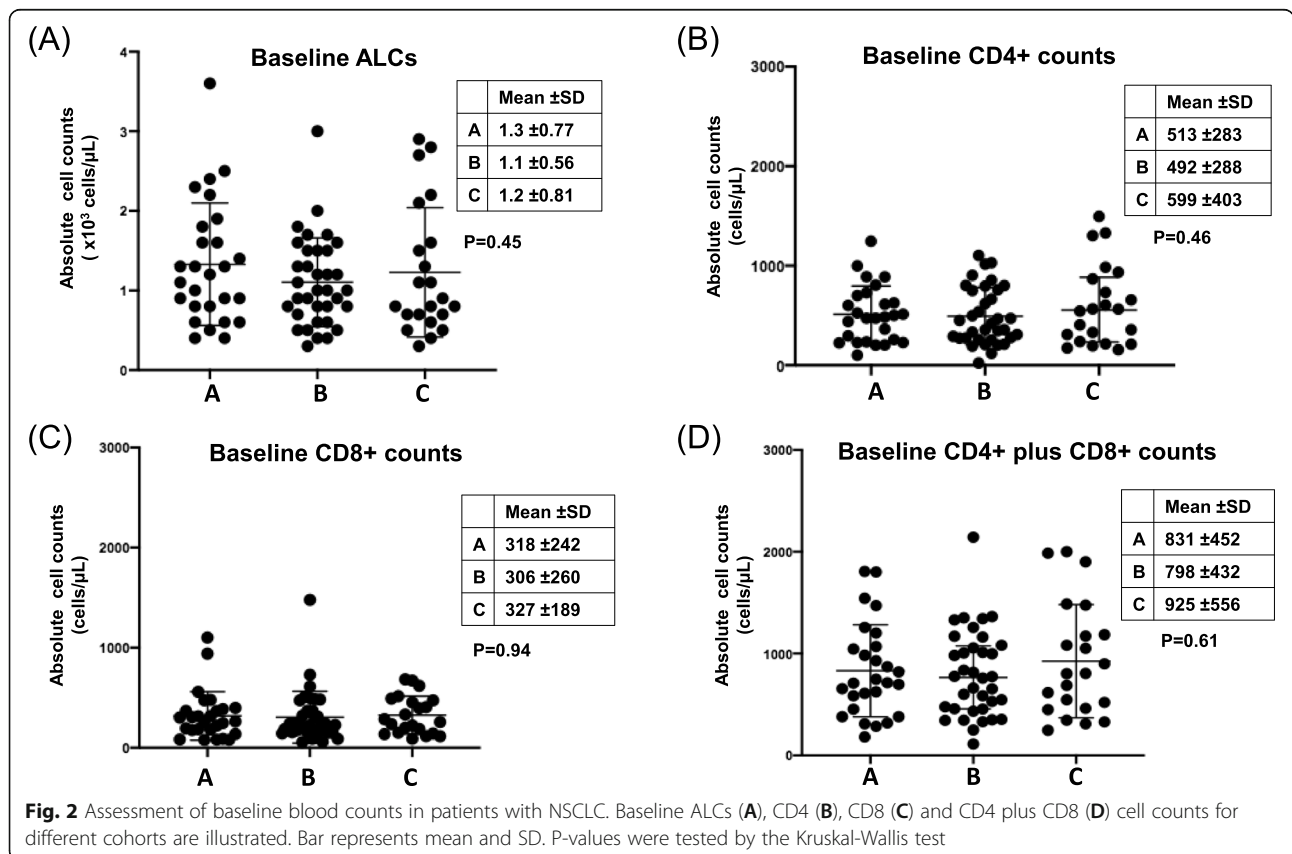 (A)
Baseline ALCs
Absolute cell counts
( x10³ cells/µL)
4
3
2
1
0
A B C
Mean ±SD
A 1.3 ±0.77
B 1.1 ±0.56
C 1.2 ±0.81
P=0.45
(B)
Baseline CD4+ counts
Absolute cell counts
(cells/µL)
3000
2000
1000
0
A B C
Mean ±SD
A 513 ±283
B 492 ±288
C 599 ±403
P=0.46
(C)
Baseline CD8+ counts
Absolute cell counts
(cells/µL)
3000
2000
1000
0
A B C
Mean ±SD
A 318 ±242
B 306 ±260
C 327 ±189
P=0.94
(D)
Baseline CD4+ plus CD8+ counts
Absolute cell counts
(cells/µL)
3000
2000
1000
0
A B C
Mean ±SD
A 831 ±452
B 798 ±432
C 925 ±556
P=0.61
Fig. 2 Assessment of baseline blood counts in patients with NSCLC. Baseline ALCs (A), CD4 (B), CD8 (C) and CD4 plus CD8 (D) cell counts for
different cohorts are illustrated. Bar represents mean and SD. P-values were tested by the Kruskal-Wallis test